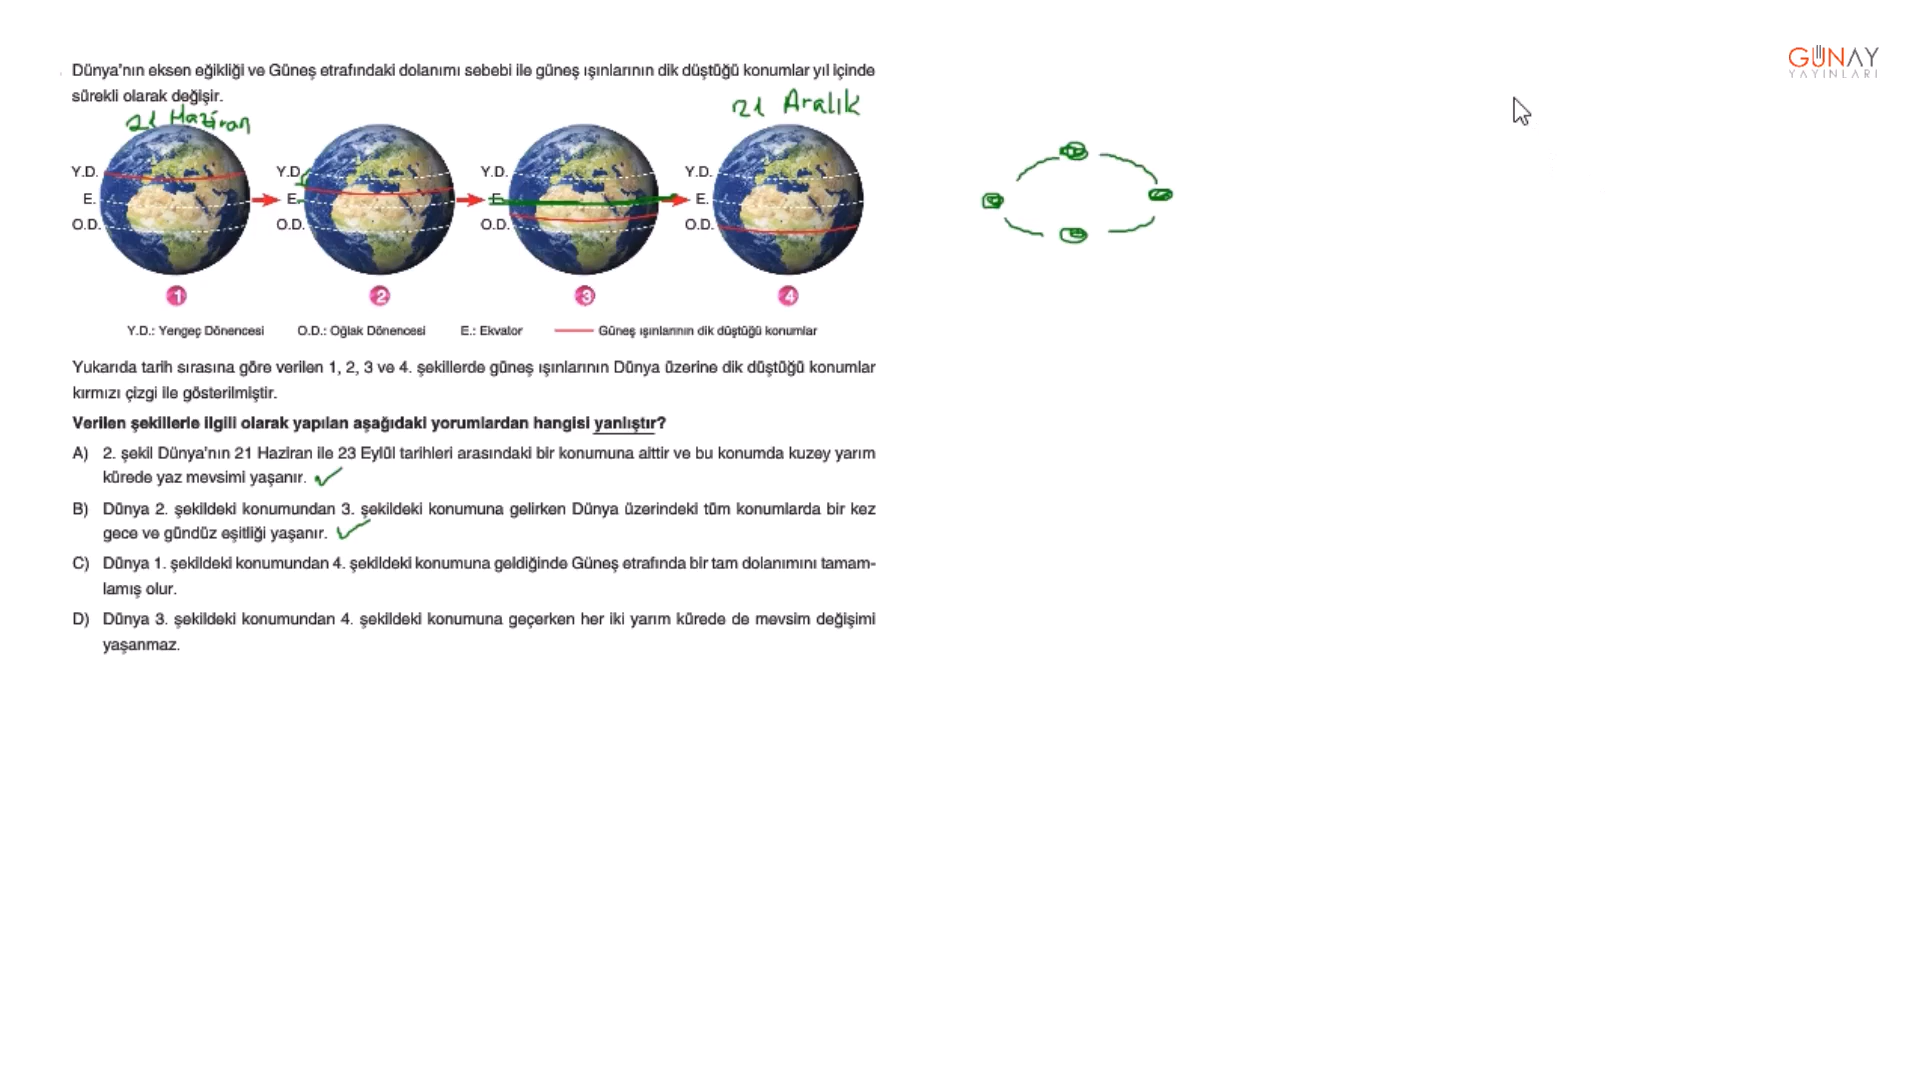 GÜNAY
YAYINLARI
Dünya'nın eksen eğikliği ve Güneş etrafındaki dolanımı sebebi ile güneş ışınlarının dik düştüğü konumlar yıl içinde
sürekli olarak değişir.
21 Haziran
21 Aralık
Y.D. Y.D. Y.D. Y.D.
E. E. E. E.
O.D. O.D. O.D. O.D.
1 2 3 4
Y.D.: Yengeç Dönencesi O.D.: Oğlak Dönencesi E.: Ekvator Güneş ışınlarının dik düştüğü konumlar
Yukarıda tarih sırasına göre verilen 1, 2, 3 ve 4. şekillerde güneş ışınlarının Dünya üzerine dik düştüğü konumlar
kırmızı çizgi ile gösterilmiştir.
Verilen şekillerle ilgili olarak yapılan aşağıdaki yorumlardan hangisi yanlıştır?
A) 2. şekil Dünya'nın 21 Haziran ile 23 Eylül tarihleri arasındaki bir konumuna aittir ve bu konumda kuzey yarım
kürede yaz mevsimi yaşanır.
B) Dünya 2. şekildeki konumundan 3. şekildeki konumuna gelirken Dünya üzerindeki tüm konumlarda bir kez
gece ve gündüz eşitliği yaşanır.
C) Dünya 1. şekildeki konumundan 4. şekildeki konumuna geldiğinde Güneş etrafında bir tam dolanımını tamam-
lamış olur.
D) Dünya 3. şekildeki konumundan 4. şekildeki konumuna geçerken her iki yarım kürede de mevsim değişimi
yaşanmaz.